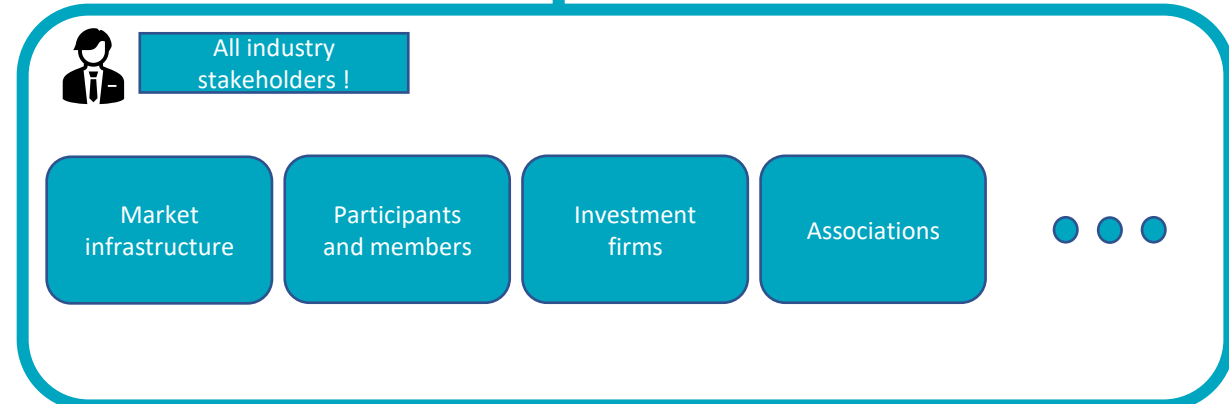 All industry
stakeholders !
Market
infrastructure
Participants
and members
Investment
firms
Associations